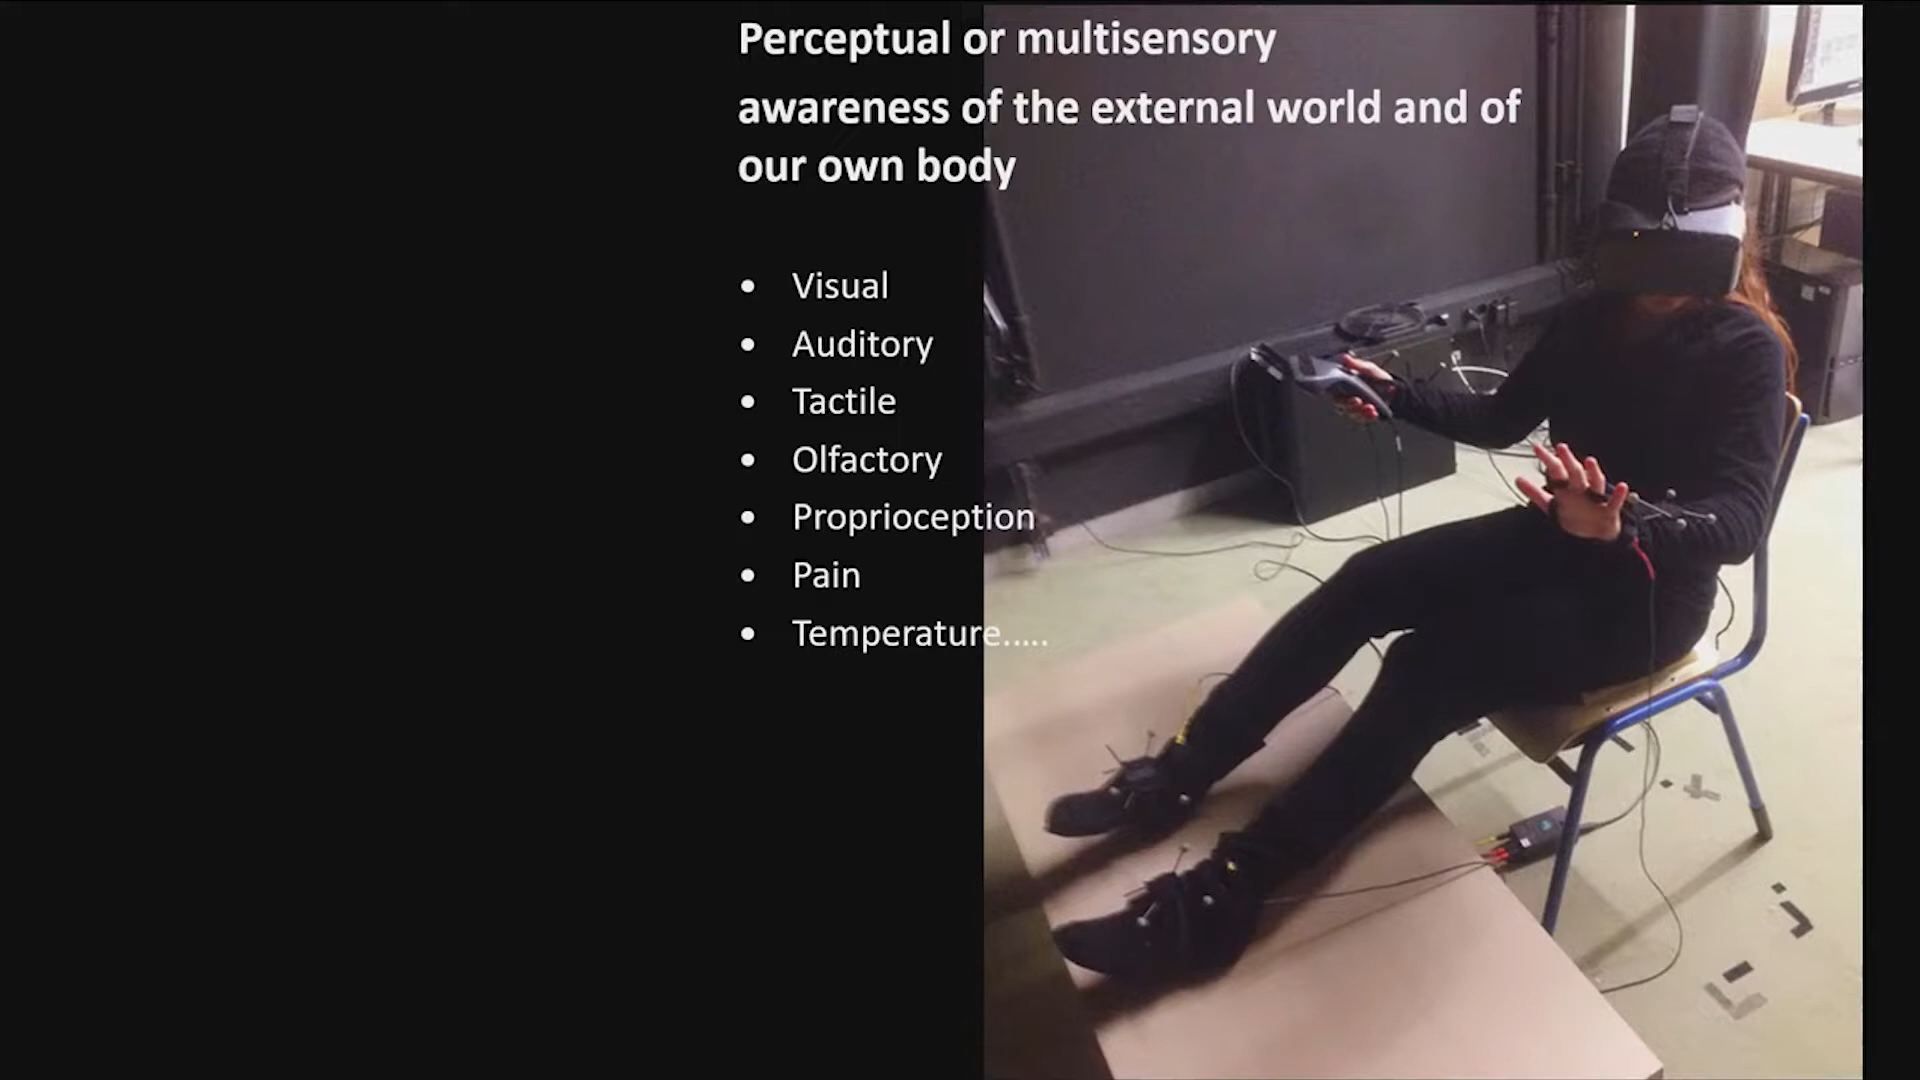 Perceptual or multisensory
awareness of the external world and of
our own body
• Visual
• Auditory
• Tactile
• Olfactory
• Proprioception
• Pain
• Temperature.....